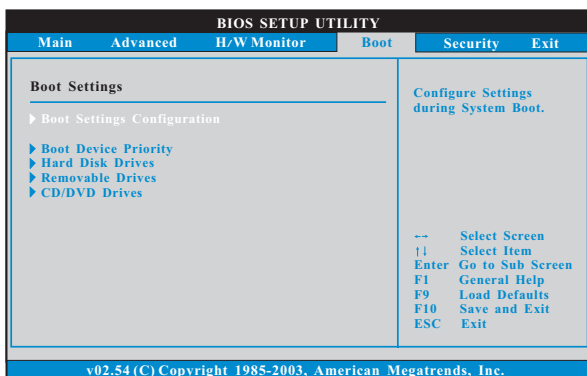 BIOS SETUP UTILITY
Main Advanced H/W Monitor Boot Security Exit
Boot Settings
Boot Settings Configuration
Boot Device Priority
Hard Disk Drives
Removable Drives
CD/DVD Drives
Configure Settings
during System Boot.
←→ Select Screen
↑↓ Select Item
Enter Go to Sub Screen
F1 General Help
F9 Load Defaults
F10 Save and Exit
ESC Exit
v02.54 (C) Copyright 1985-2003, American Megatrends, Inc.